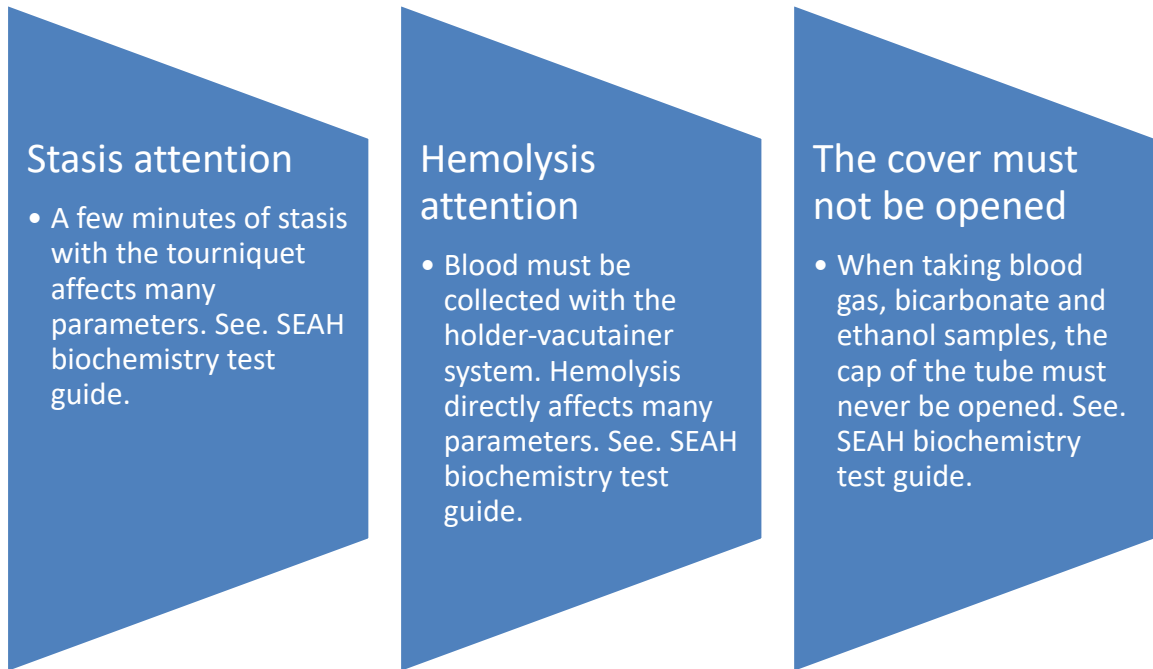 Stasis attention
• A few minutes of stasis
with the tourniquet
affects many
parameters. See. SEAH
biochemistry test
guide.
Hemolysis
attention
• Blood must be
collected with the
holder-vacutainer
system. Hemolysis
directly affects many
parameters. See. SEAH
biochemistry test
guide.
The cover must
not be opened
• When taking blood
gas, bicarbonate and
ethanol samples, the
cap of the tube must
never be opened. See.
SEAH biochemistry
test guide.